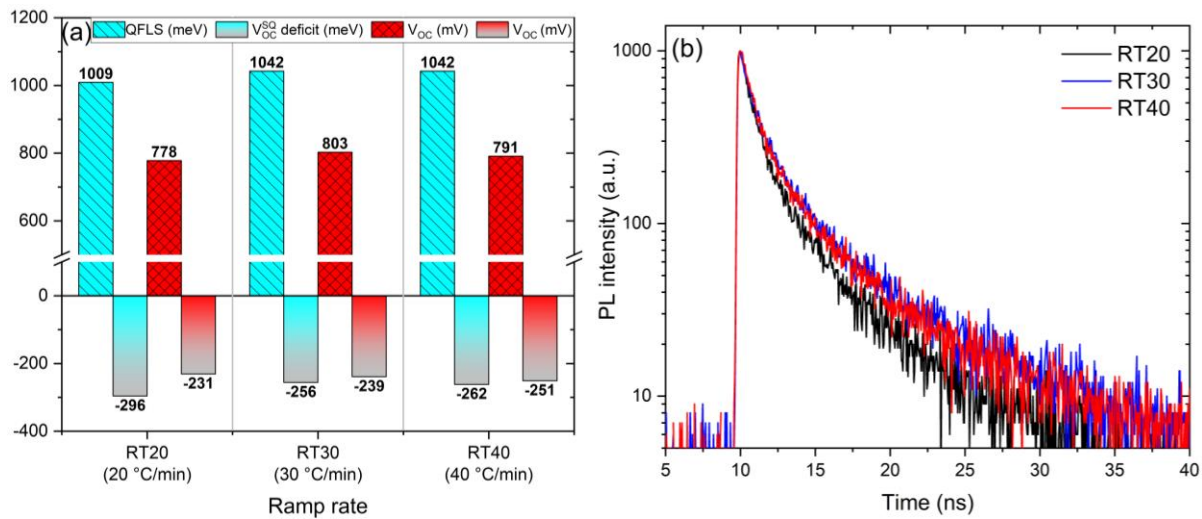 (a)
QFLS (meV)
V_OC^SQ deficit (meV)
V_OC (mV)
V_OC (mV)
1200
1000
800
600
0
-200
-400
1009
778
-296
-231
1042
803
-256
-239
1042
791
-262
-251
RT20
(20 °C/min)
RT30
(30 °C/min)
RT40
(40 °C/min)
Ramp rate
(b)
RT20
RT30
RT40
PL intensity (a.u.)
1000
100
10
5
10
15
20
25
30
35
40
Time (ns)